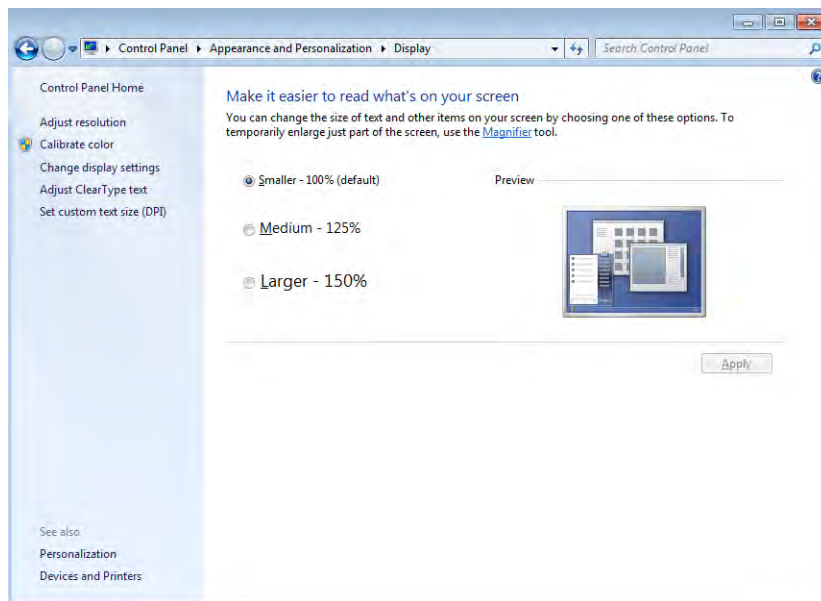 Control Panel ▸ Appearance and Personalization ▸ Display
Search Control Panel
Control Panel Home
Adjust resolution
Calibrate color
Change display settings
Adjust ClearType text
Set custom text size (DPI)
Make it easier to read what's on your screen
You can change the size of text and other items on your screen by choosing one of these options. To
temporarily enlarge just part of the screen, use the Magnifier tool.
Smaller - 100% (default)
Preview
Medium - 125%
Larger - 150%
Apply
See also
Personalization
Devices and Printers